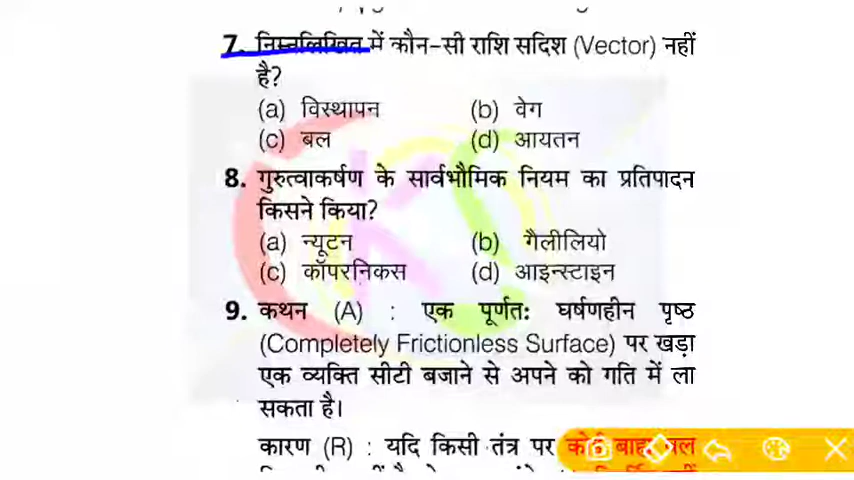 7. निम्नलिखित में कौन-सी राशि सदिश (Vector) नहीं
है?
(a) विस्थापन (b) वेग
(c) बल (d) आयतन
8. गुरुत्वाकर्षण के सार्वभौमिक नियम का प्रतिपादन
किसने किया?
(a) न्यूटन (b) गैलीलियो
(c) कॉपरनिकस (d) आइन्स्टाइन
9. कथन (A) : एक पूर्णतः घर्षणहीन पृष्ठ
(Completely Frictionless Surface) पर खड़ा
एक व्यक्ति सीटी बजाने से अपने को गति में ला
सकता है।
कारण (R) : यदि किसी तंत्र पर कोई बाह्य बल